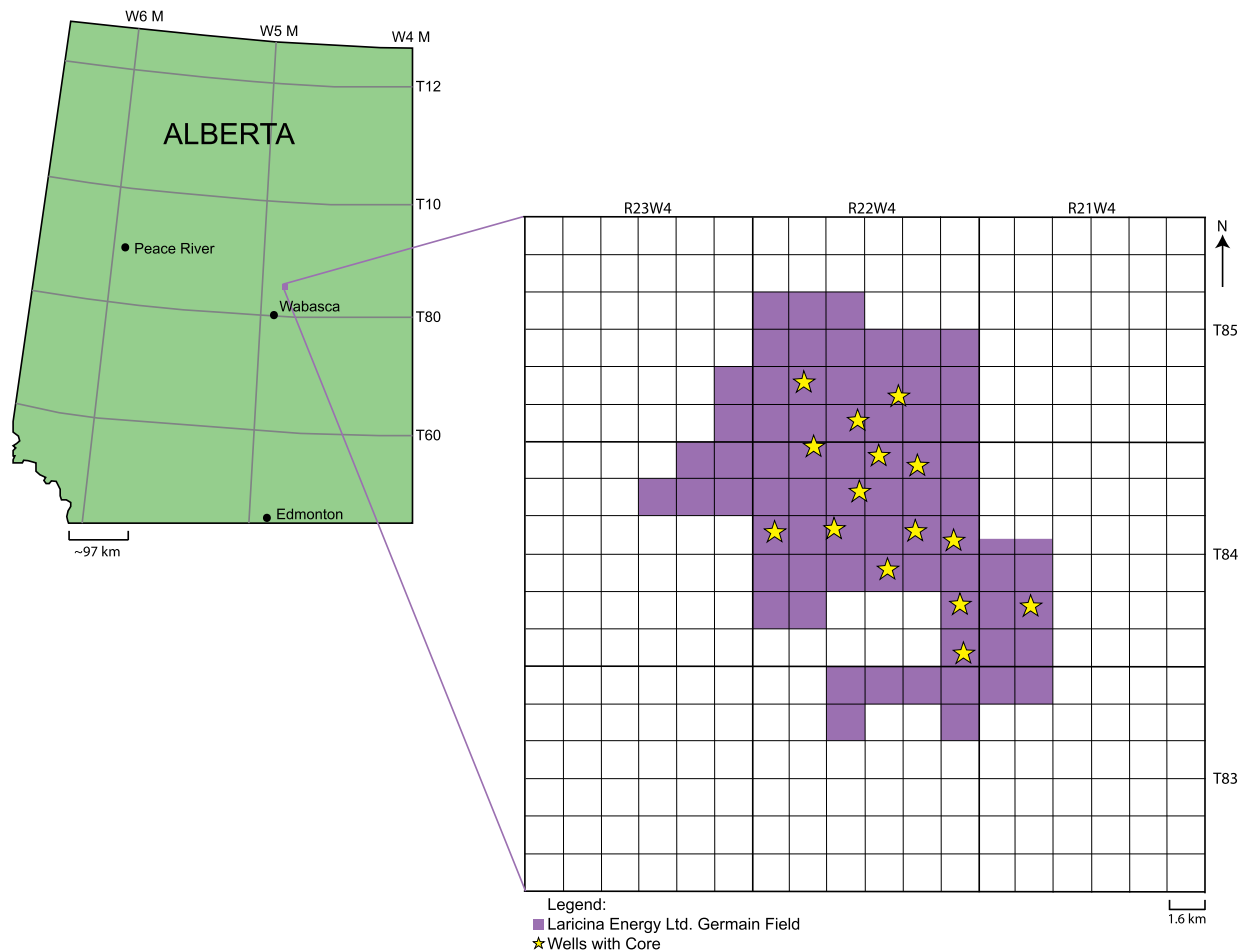 W6 M
W5 M
W4 M
T12
ALBERTA
T10
Peace River
Wabasca
T80
T60
Edmonton
~97 km
R23W4
R22W4
R21W4
N
T85
T84
T83
1.6 km
Legend:
Laricina Energy Ltd. Germain Field
Wells with Core